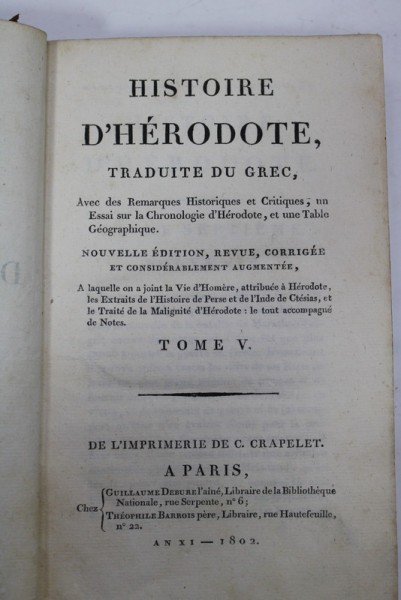 HISTOIRE
D'HÉRODOTE,
TRADUITE DU GREC,
Avec des Remarques Historiques et Critiques, un
Essai sur la Chronologie d'Hérodote, et une Table
Géographique.
NOUVELLE ÉDITION, REVUE, CORRIGÉE
ET CONSIDÉRABLEMENT AUGMENTÉE,
A laquelle on a joint la Vie d'Homère, attribuée à Hérodote,
les Extraits de l'Histoire de Perse et de l'Inde de Ctésias, et
le Traité de la Malignité d'Hérodote : le tout accompagné
de Notes.
TOME V.
DE L'IMPRIMERIE DE C. CRAPELET.
A PARIS,
Chez
GUILLAUME DEBURE l'aîné, Libraire de la Bibliothèque
Nationale, rue Serpente, n° 6;
THÉOPHILE BARROIS père, Libraire, rue Hautefeuille,
n° 22.
AN XI — 1802.